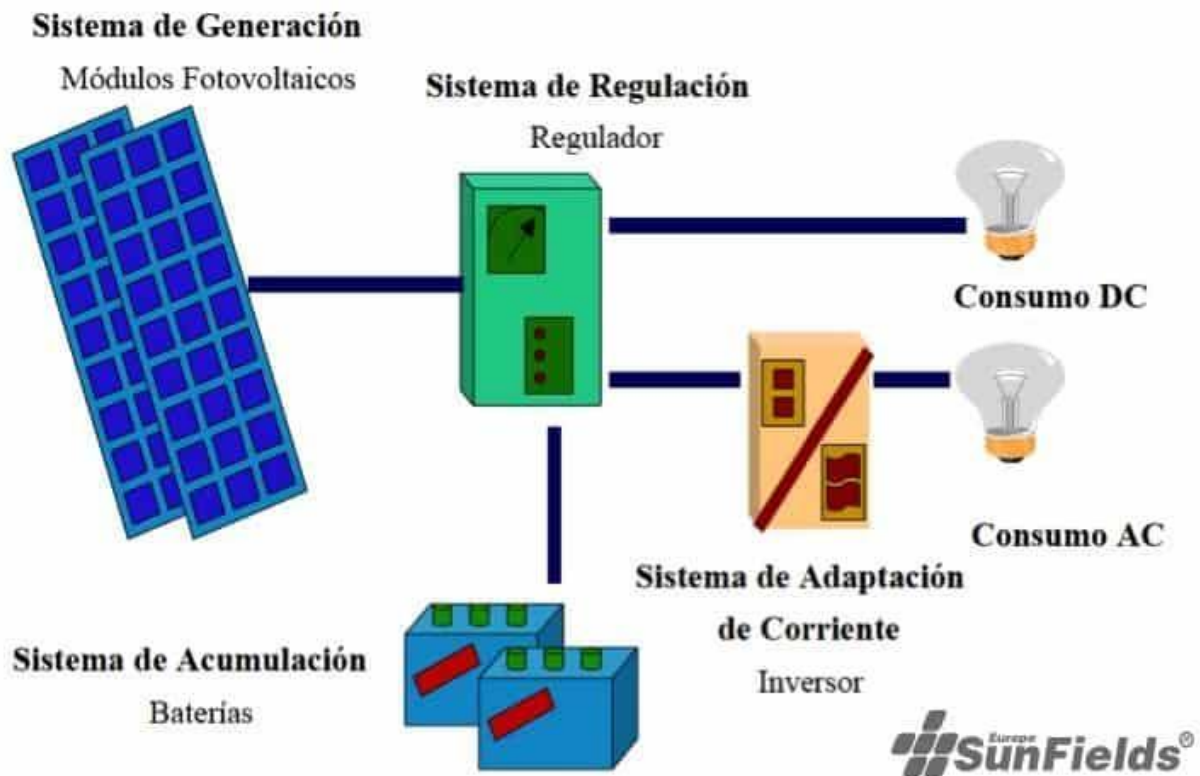 Sistema de Generación
Módulos Fotovoltaicos
Sistema de Regulación
Regulador
Consumo DC
Consumo AC
Sistema de Adaptación
de Corriente
Inversor
Sistema de Acumulación
Baterías
Europe
SunFields®